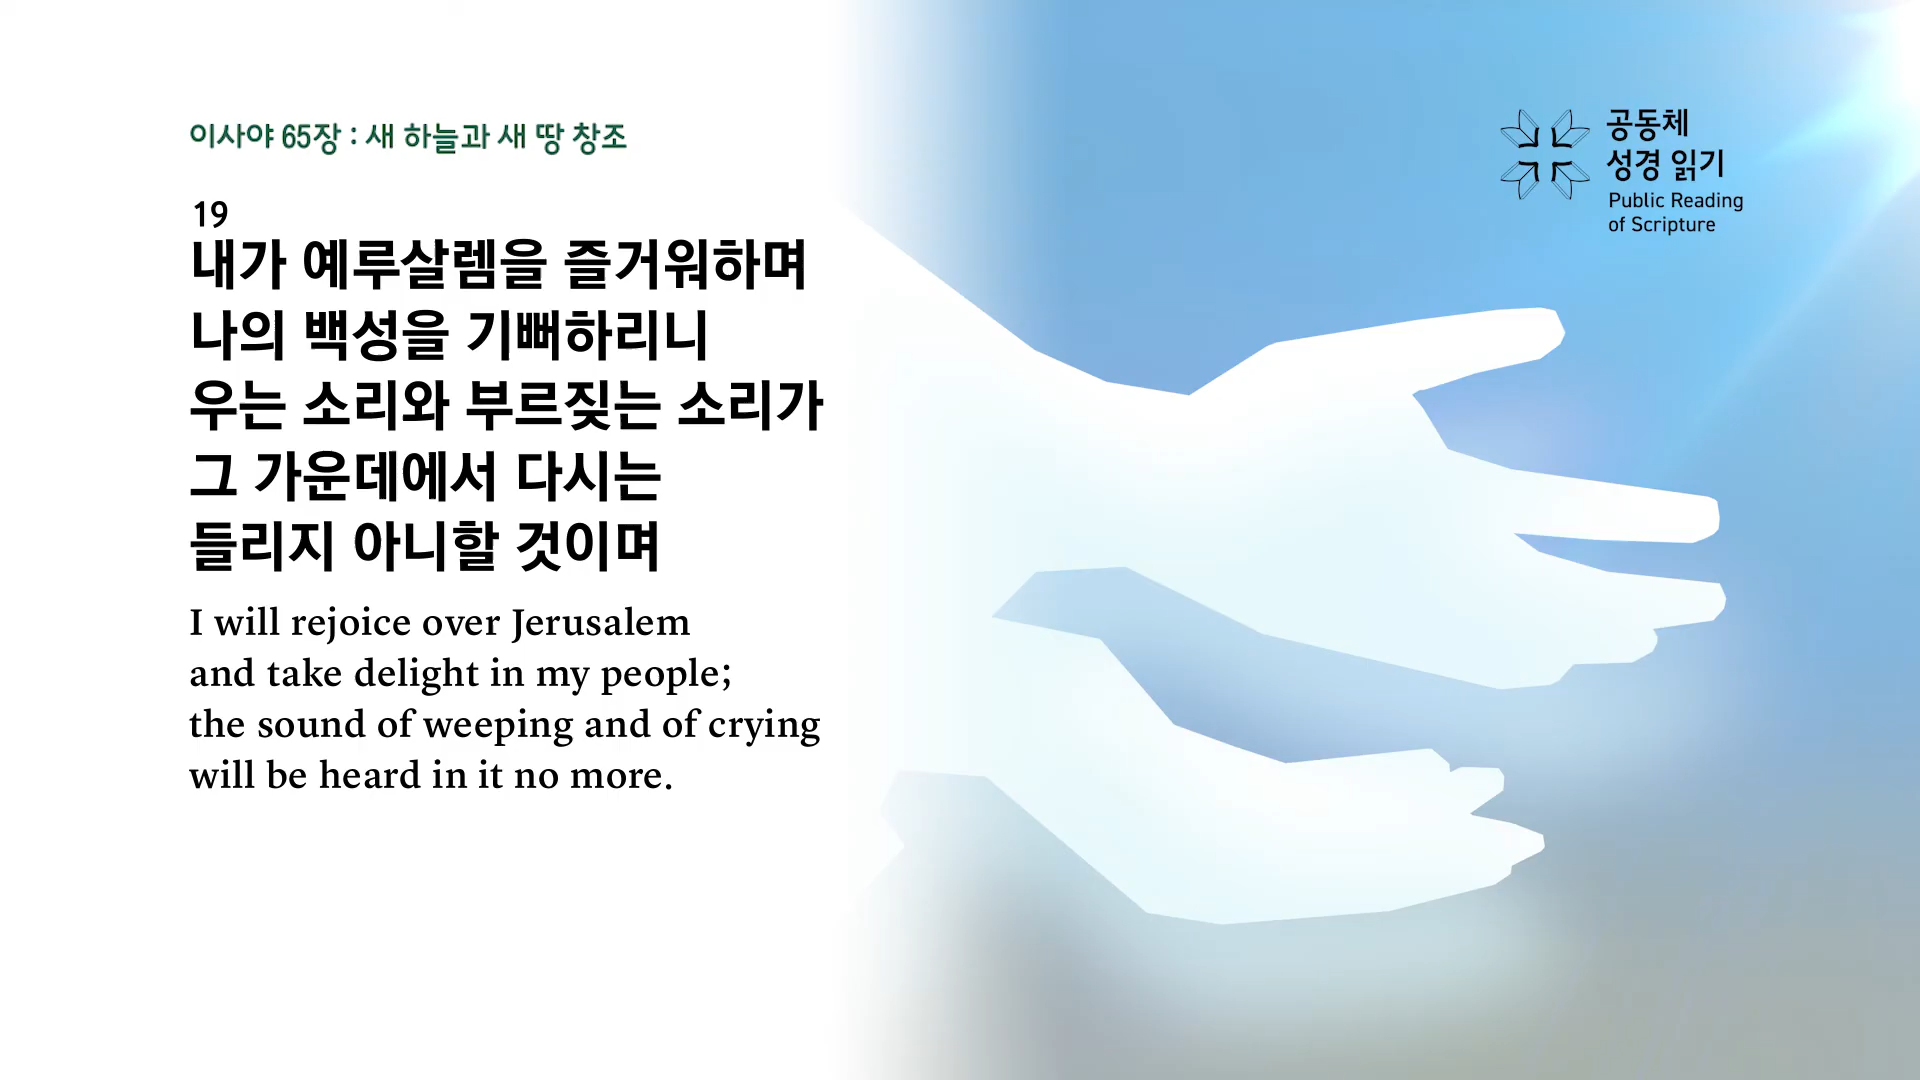 이사야 65장 : 새 하늘과 새 땅 창조
19
내가 예루살렘을 즐거워하며
나의 백성을 기뻐하리니
우는 소리와 부르짖는 소리가
그 가운데에서 다시는
들리지 아니할 것이며
I will rejoice over Jerusalem
and take delight in my people;
the sound of weeping and of crying
will be heard in it no more.
공동체
성경 읽기
Public Reading
of Scripture